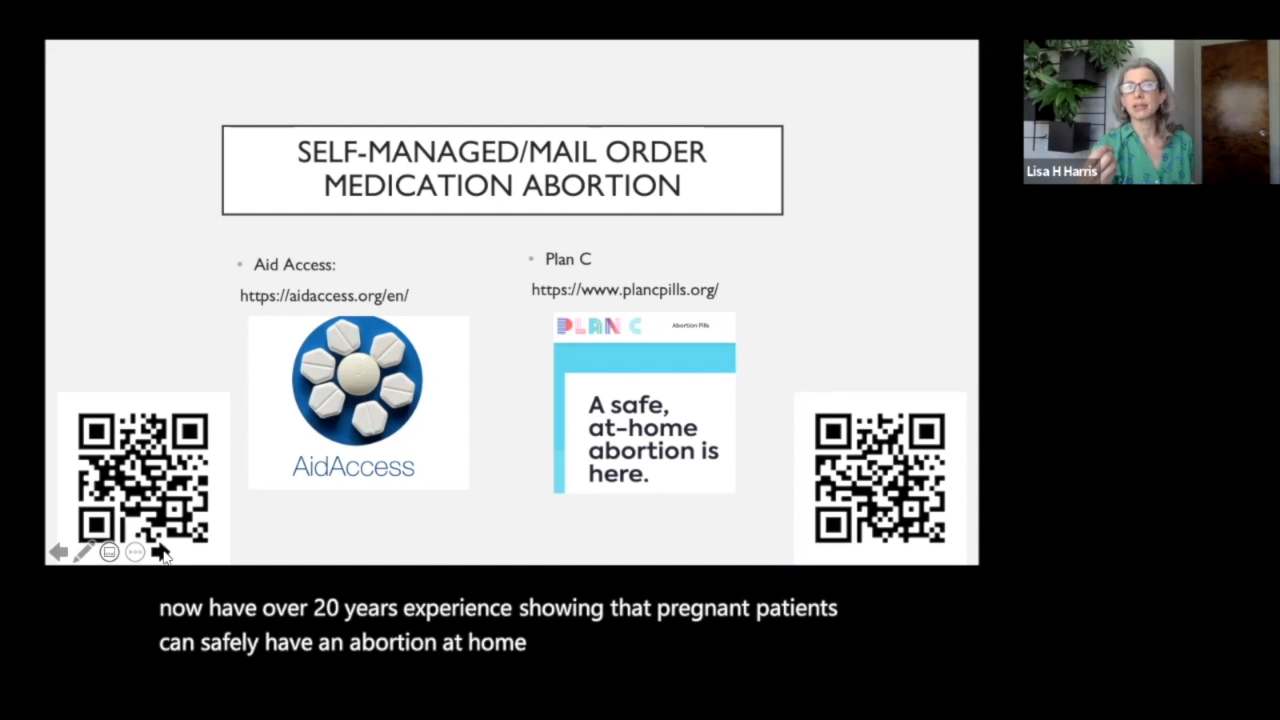 SELF-MANAGED/MAIL ORDER
MEDICATION ABORTION
• Aid Access:
https://aidaccess.org/en/
AidAccess
• Plan C
https://www.plancpills.org/
PLAN C
Abortion Pills
A safe,
at-home
abortion is
here.
Lisa H Harris
now have over 20 years experience showing that pregnant patients
can safely have an abortion at home